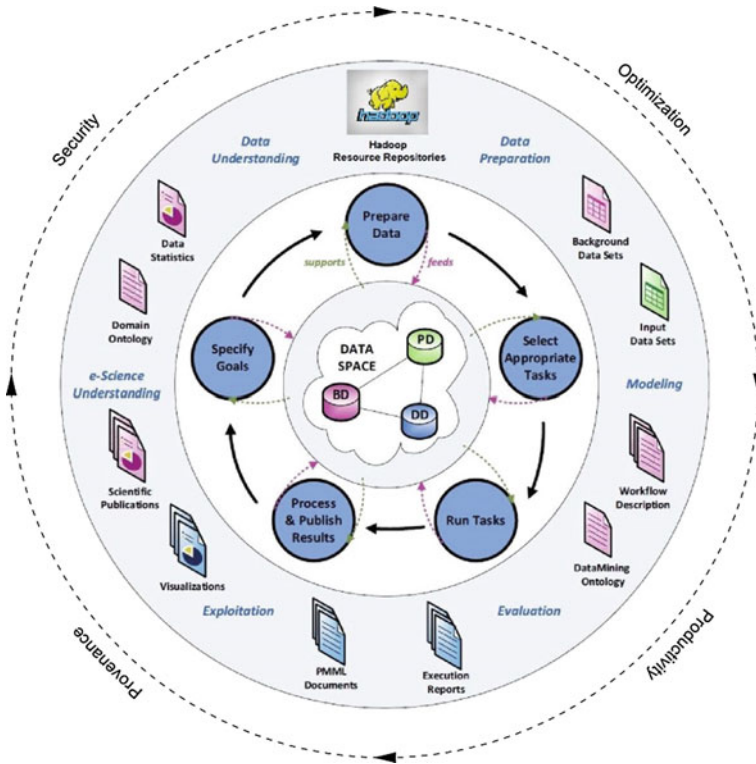 Security
Optimization
Data
Understanding
hadoop
Hadoop
Resource Repositories
Data
Preparation
Data
Statistics
Background
Data Sets
Prepare
Data
supports
feeds
Domain
Ontology
Input
Data Sets
Specify
Goals
DATA
SPACE
PD
BD
DD
Select
Appropriate
Tasks
e-Science
Understanding
Modeling
Scientific
Publications
Workflow
Description
Process
& Publish
Results
Run Tasks
Visualizations
DataMining
Ontology
Exploitation
Evaluation
PMML
Documents
Execution
Reports
Provenance
Productivity